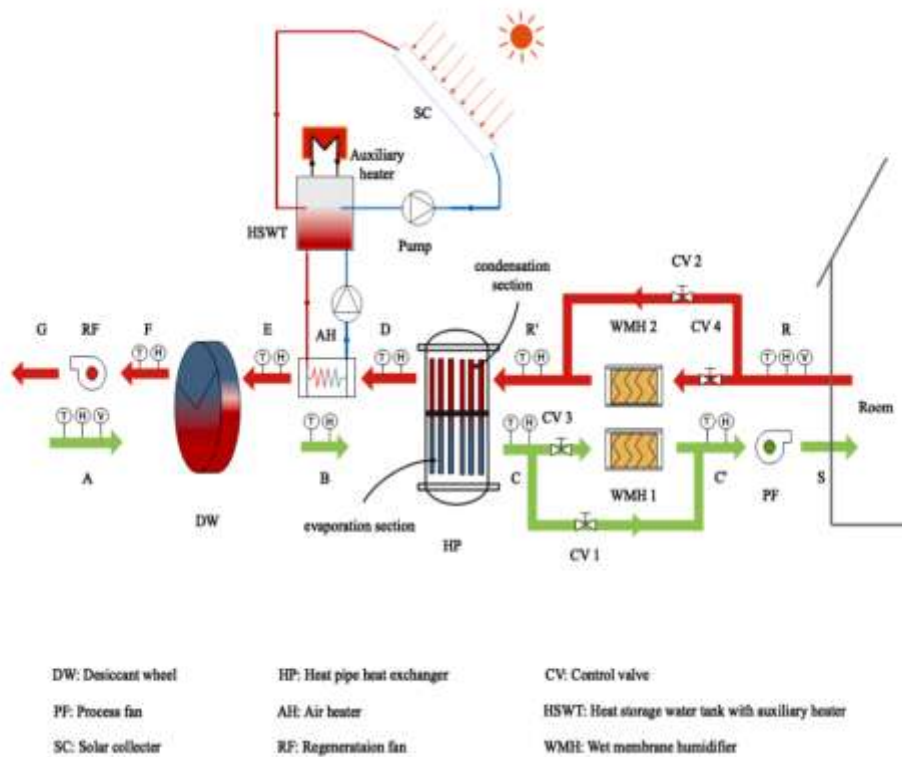 SC
Auxiliary
heater
HSWT
Pump
condensation
section
CV 2
G
RF
F
E
AH
D
R'
WMH 2
CV 4
R
T H
T H
T H
T H
T H V
Room
CV 3
T H V
T H
T H
T H
A
B
C
WMH 1
C'
PF
S
DW
evaporation section
HP
CV 1
DW: Desiccant wheel
HP: Heat pipe heat exchanger
CV: Control valve
PF: Process fan
AH: Air heater
HSWT: Heat storage water tank with auxiliary heater
SC: Solar collecter
RF: Regenerataion fan
WMH: Wet membrane humidifier